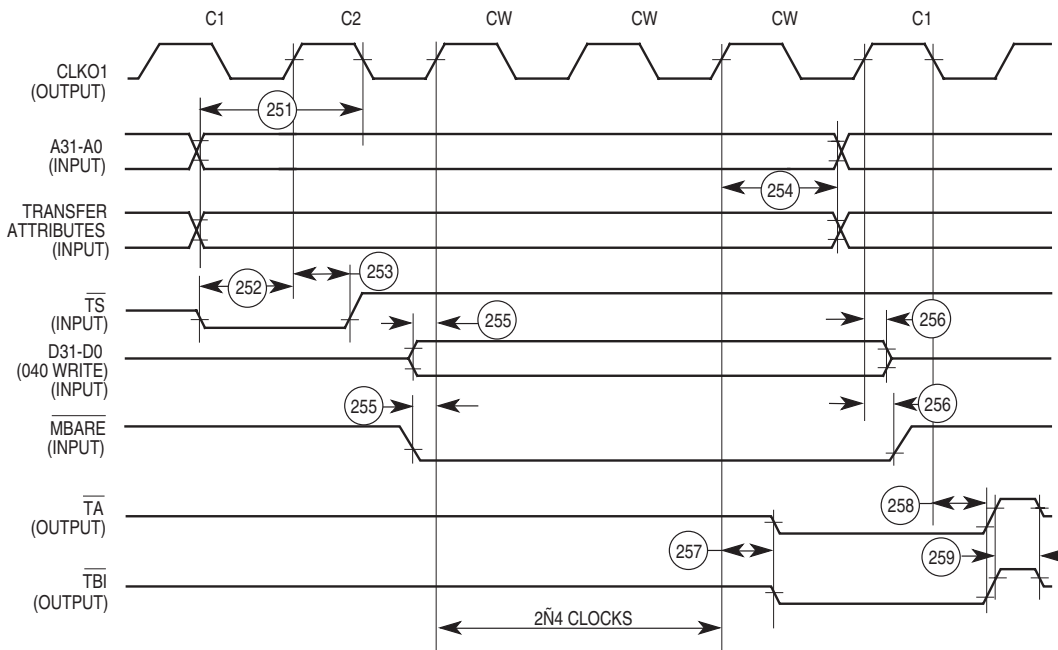 C1 C2 CW CW CW C1
CLKO1
(OUTPUT)
251
A31-A0
(INPUT)
254
TRANSFER
ATTRIBUTES
(INPUT)
252
253
TS
(INPUT)
255
256
D31-D0
(040 WRITE)
(INPUT)
255
256
MBARE
(INPUT)
258
TA
(OUTPUT)
257
259
TBI
(OUTPUT)
2Ñ4 CLOCKS